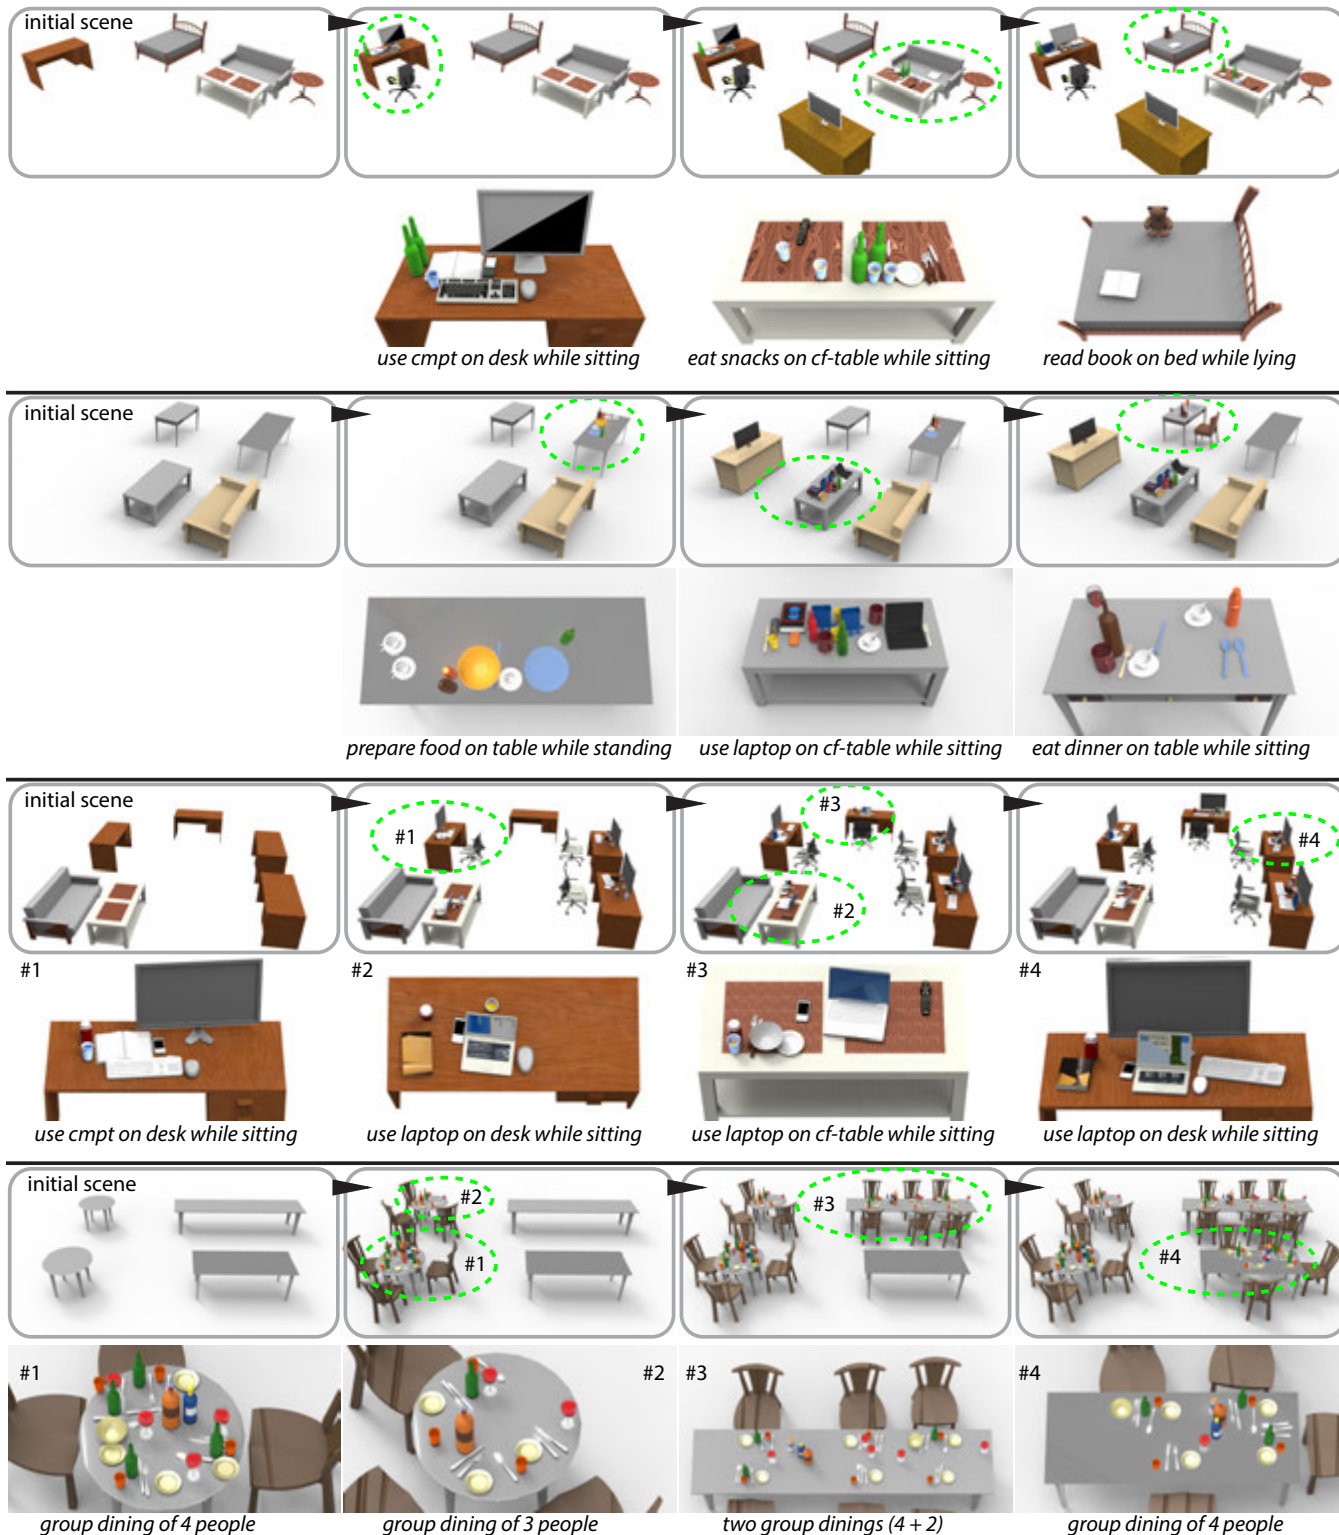 initial scene
use cmpt on desk while sitting
eat snacks on cf-table while sitting
read book on bed while lying
initial scene
prepare food on table while standing
use laptop on cf-table while sitting
eat dinner on table while sitting
initial scene
#1
#3
#2
#4
#1
#2
#3
#4
use cmpt on desk while sitting
use laptop on desk while sitting
use laptop on cf-table while sitting
use laptop on desk while sitting
initial scene
#2
#1
#3
#4
#1
#2
#3
#4
group dining of 4 people
group dining of 3 people
two group dinings (4 + 2)
group dining of 4 people